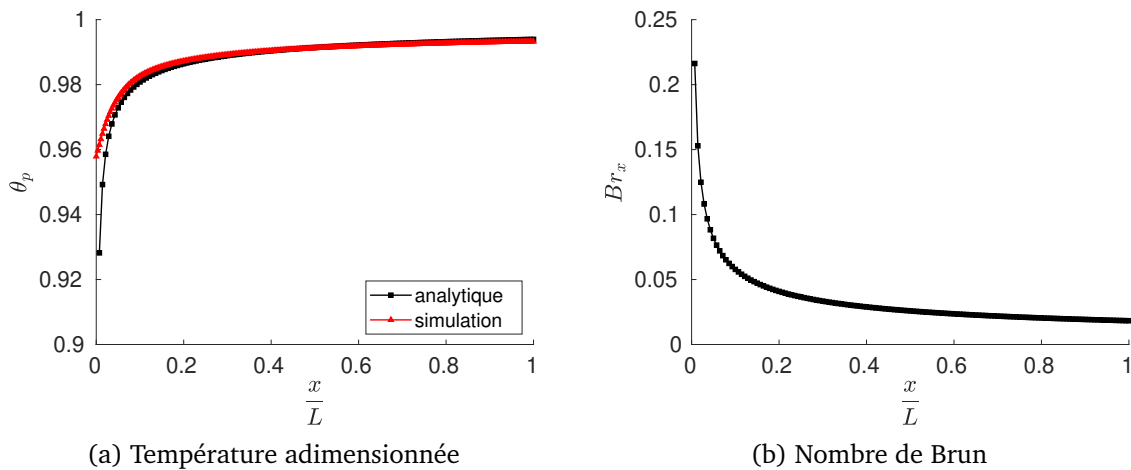 1
0.98
0.96
0.94
0.92
0.9
θp
0 0.2 0.4 0.6 0.8 1
x/L
analytique
simulation
(a) Température adimensionnée
0.25
0.2
0.15
0.1
0.05
0
Brx
0 0.2 0.4 0.6 0.8 1
x/L
(b) Nombre de Brun